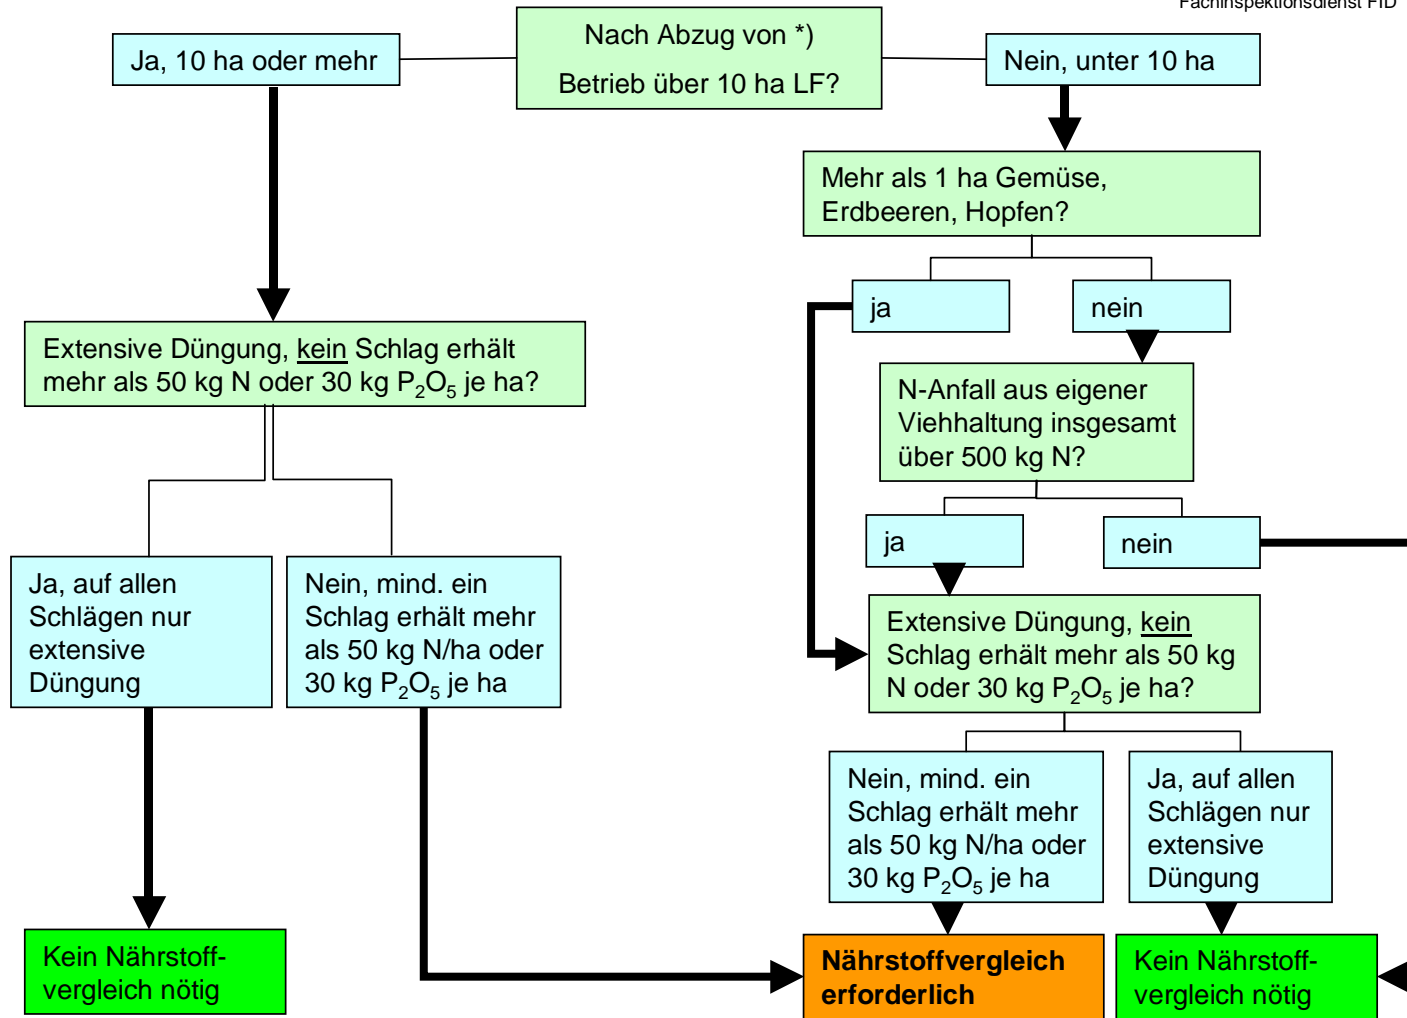 Fachinspektionsdienst FID
Nach Abzug von *)
Betrieb über 10 ha LF?
Ja, 10 ha oder mehr
Nein, unter 10 ha
Mehr als 1 ha Gemüse,
Erdbeeren, Hopfen?
ja
nein
Extensive Düngung, kein Schlag erhält
mehr als 50 kg N oder 30 kg P₂O₅ je ha?
N-Anfall aus eigener
Viehhaltung insgesamt
über 500 kg N?
ja
nein
Ja, auf allen
Schlägen nur
extensive
Düngung
Nein, mind. ein
Schlag erhält mehr
als 50 kg N/ha oder
30 kg P₂O₅ je ha
Extensive Düngung, kein
Schlag erhält mehr als 50 kg
N oder 30 kg P₂O₅ je ha?
Nein, mind. ein
Schlag erhält mehr
als 50 kg N/ha oder
30 kg P₂O₅ je ha
Ja, auf allen
Schlägen nur
extensive
Düngung
Kein Nährstoff-
vergleich nötig
Nährstoffvergleich
erforderlich
Kein Nährstoff-
vergleich nötig